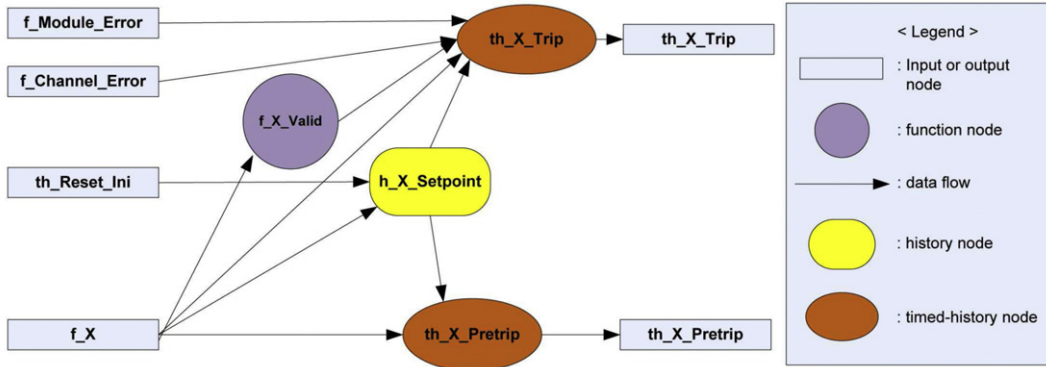 f_Module_Error
th_X_Trip
th_X_Trip
f_Channel_Error
f_X_Valid
th_Reset_Ini
h_X_Setpoint
f_X
th_X_Pretrip
th_X_Pretrip
< Legend >
: Input or output
node
: function node
: data flow
: history node
: timed-history node